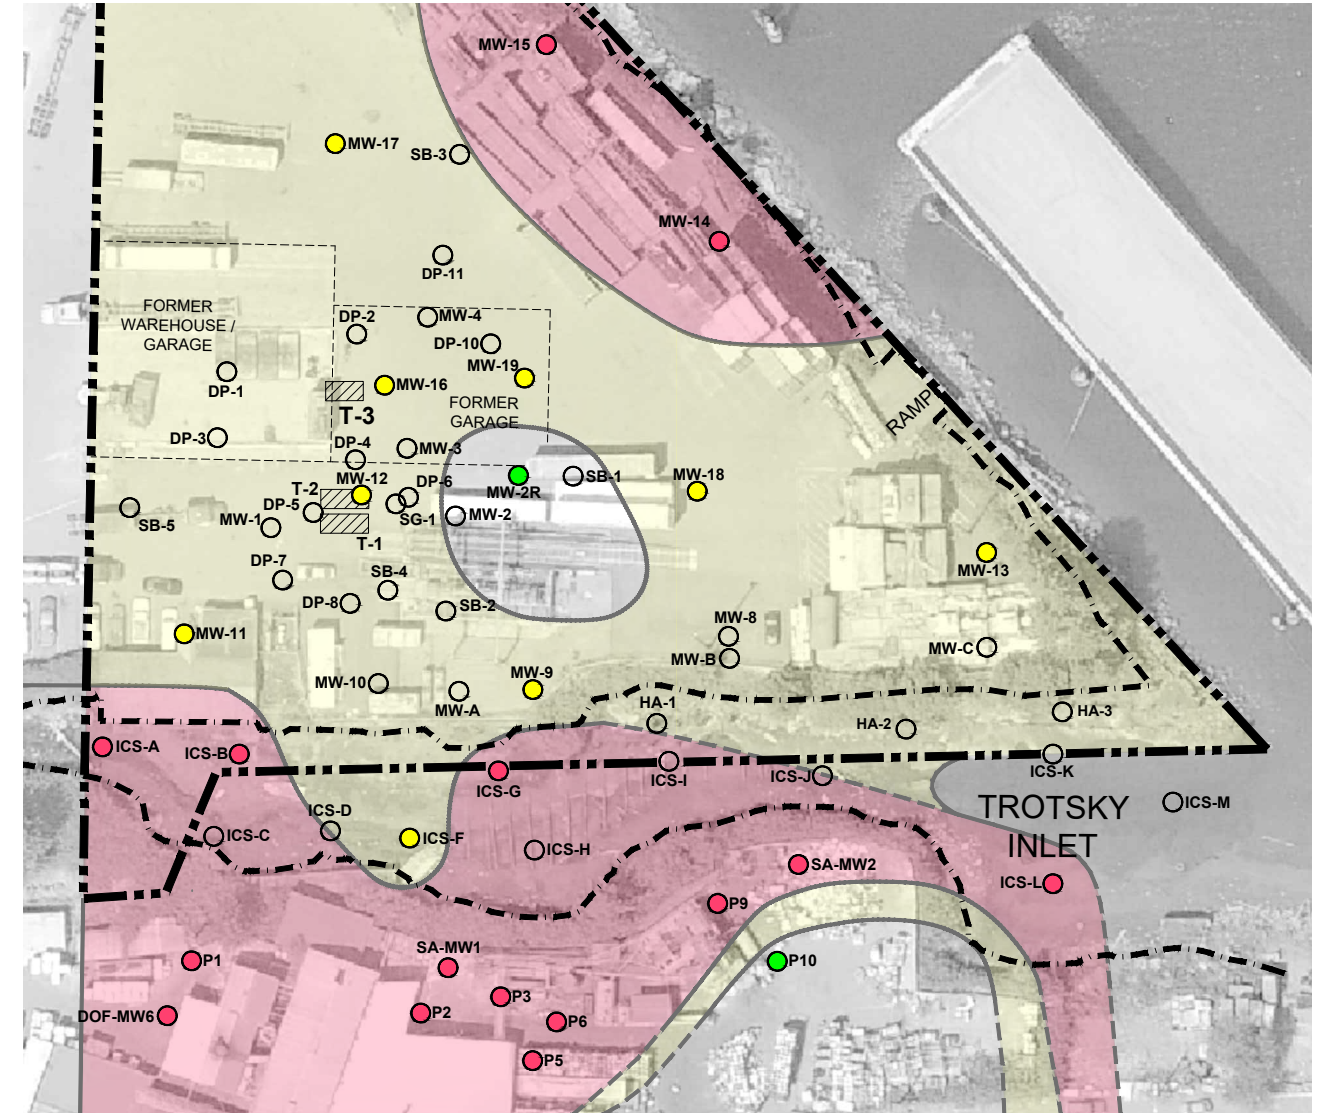 MW-15
MW-17
SB-3
MW-14
DP-11
FORMER
WAREHOUSE /
GARAGE
DP-2
MW-4
DP-10
MW-19
DP-1
MW-16
T-3
FORMER
GARAGE
RAMP
DP-3
DP-4
MW-3
MW-12
DP-6
MW-2R
SB-1
MW-18
T-2
DP-5
SB-5
MW-1
SG-1
MW-2
T-1
DP-7
SB-4
MW-13
DP-8
SB-2
MW-11
MW-8
MW-B
MW-C
MW-10
MW-9
MW-A
HA-1
HA-2
HA-3
ICS-A
ICS-B
ICS-G
ICS-I
ICS-J
ICS-K
TROTSKY
INLET
ICS-M
ICS-D
ICS-C
ICS-F
ICS-H
SA-MW2
ICS-L
P9
SA-MW1
P1
P10
P3
DOF-MW6
P2
P6
P5